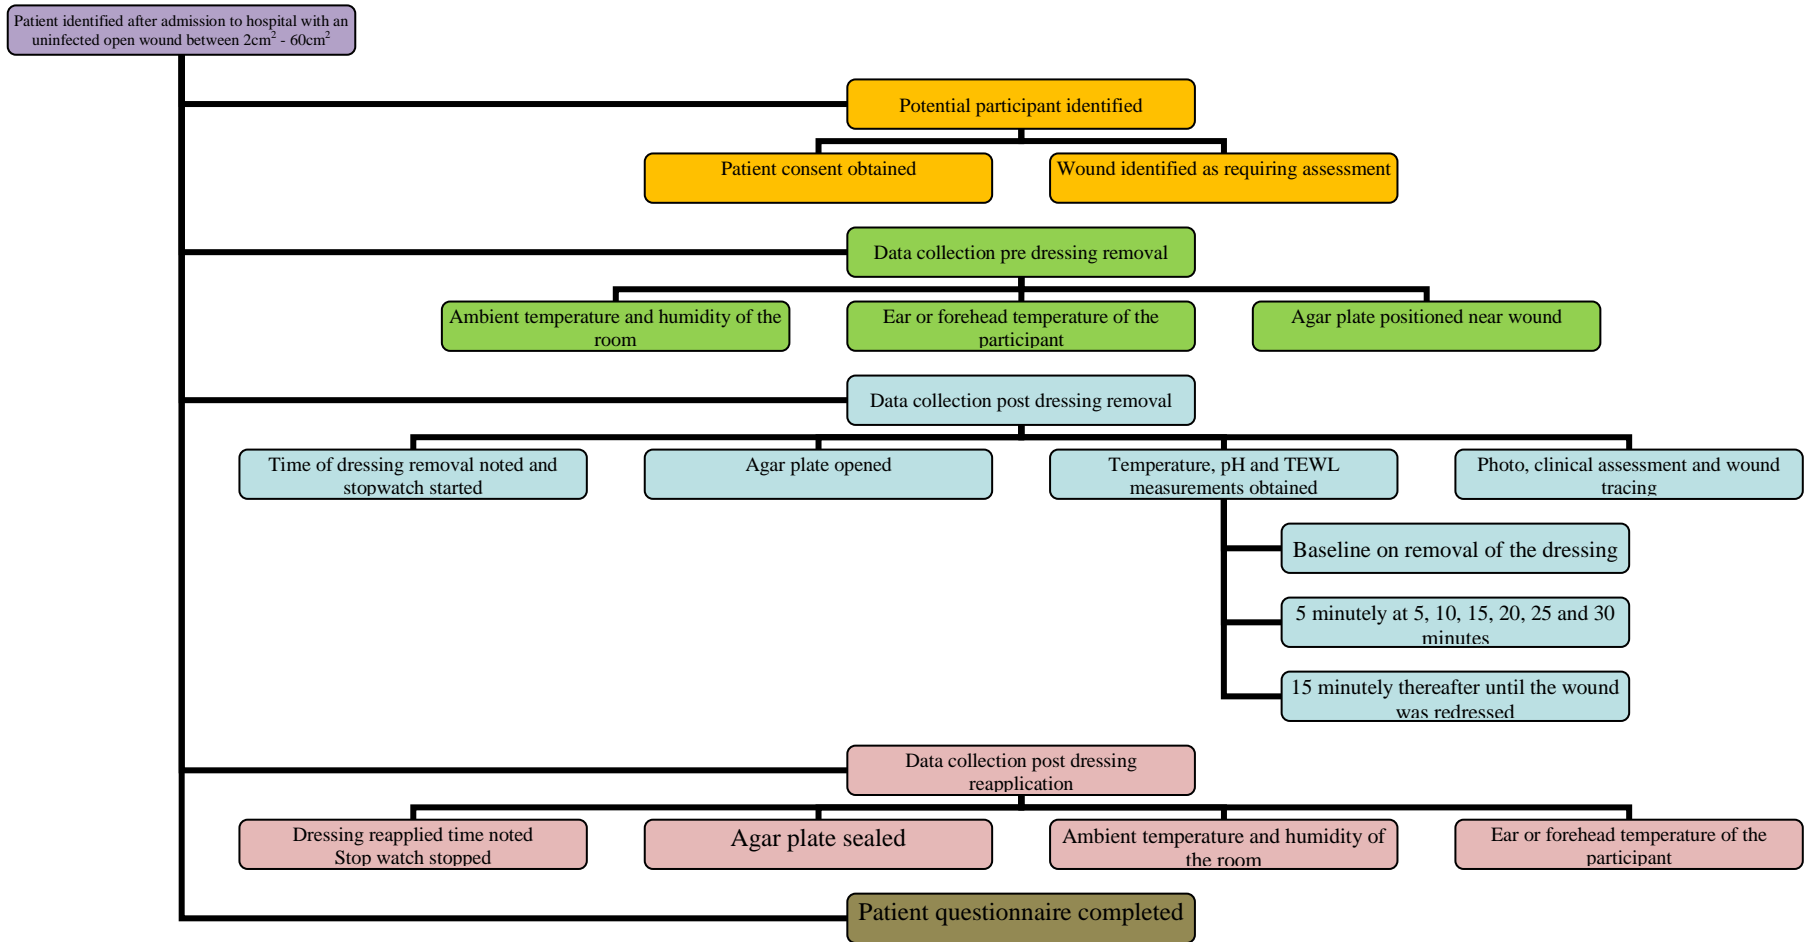 Patient identified after admission to hospital with an
uninfected open wound between 2cm² - 60cm²
Potential participant identified
Patient consent obtained
Wound identified as requiring assessment
Data collection pre dressing removal
Ambient temperature and humidity of the
room
Ear or forehead temperature of the
participant
Agar plate positioned near wound
Data collection post dressing removal
Time of dressing removal noted and
stopwatch started
Agar plate opened
Temperature, pH and TEWL
measurements obtained
Photo, clinical assessment and wound
tracing
Baseline on removal of the dressing
5 minutely at 5, 10, 15, 20, 25 and 30
minutes
15 minutely thereafter until the wound
was redressed
Data collection post dressing
reapplication
Dressing reapplied time noted
Stop watch stopped
Agar plate sealed
Ambient temperature and humidity of
the room
Ear or forehead temperature of the
participant
Patient questionnaire completed